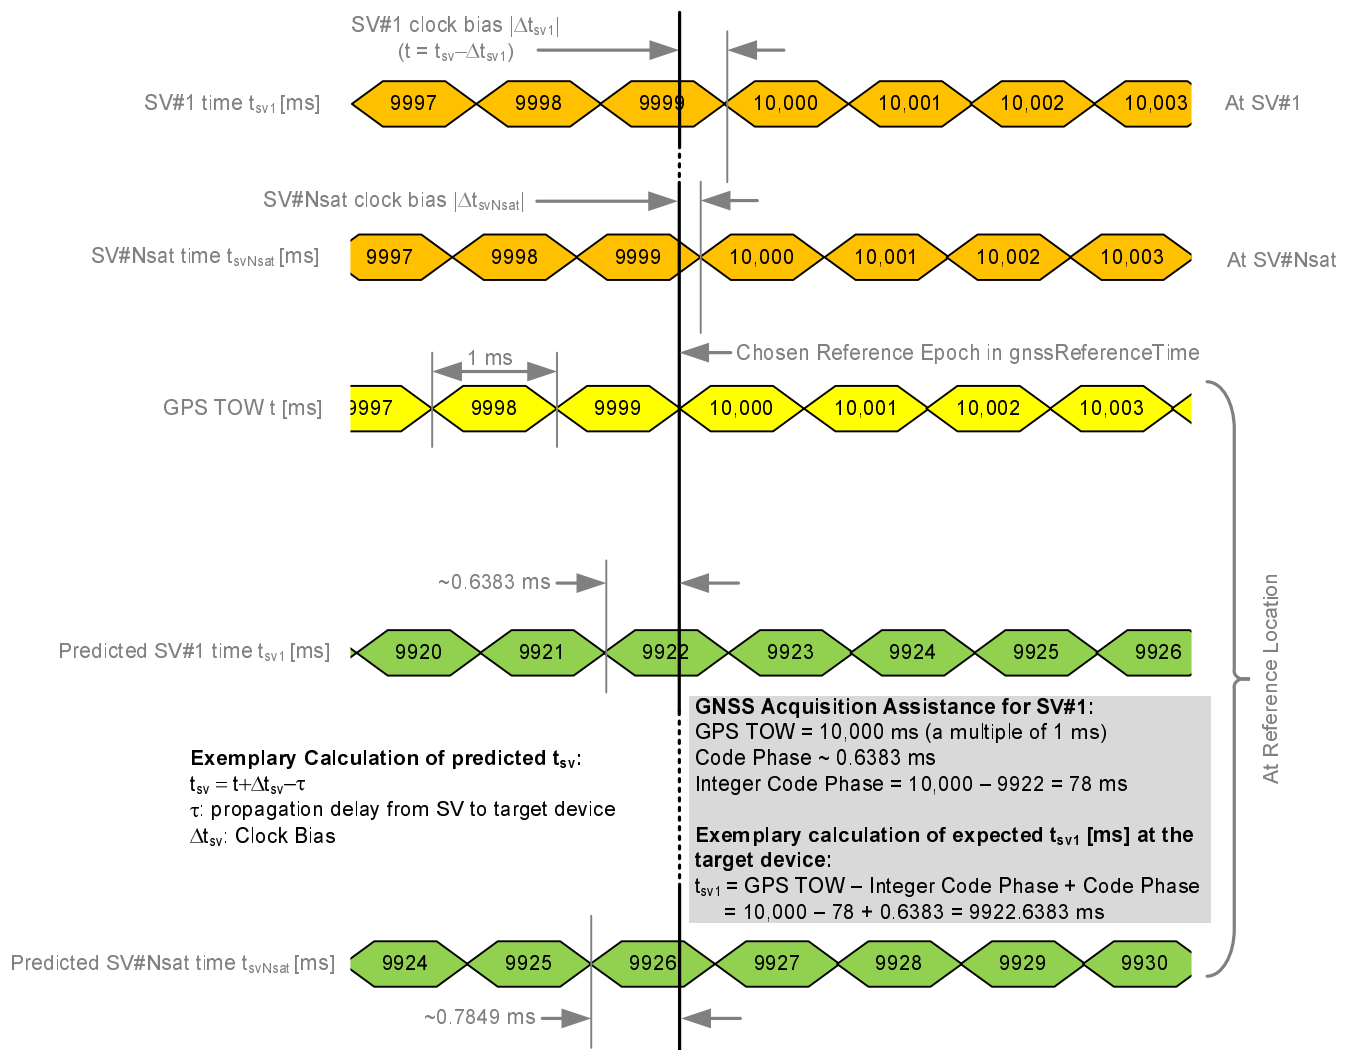 SV#1 clock bias |Δtsv1|
(t = tsv–Δtsv1)
SV#1 time tsv1 [ms]
9997 9998 9999 10,000 10,001 10,002 10,003
At SV#1
SV#Nsat clock bias |ΔtsvNsat|
SV#Nsat time tsvNsat [ms]
9997 9998 9999 10,000 10,001 10,002 10,003
At SV#Nsat
Chosen Reference Epoch in gnssReferenceTime
1 ms
GPS TOW t [ms]
9997 9998 9999 10,000 10,001 10,002 10,003
~0.6383 ms
Predicted SV#1 time tsv1 [ms]
9920 9921 9922 9923 9924 9925 9926
At Reference Location
GNSS Acquisition Assistance for SV#1:
GPS TOW = 10,000 ms (a multiple of 1 ms)
Code Phase ~ 0.6383 ms
Integer Code Phase = 10,000 – 9922 = 78 ms
Exemplary calculation of expected tsv1 [ms] at the
target device:
tsv1 = GPS TOW – Integer Code Phase + Code Phase
= 10,000 – 78 + 0.6383 = 9922.6383 ms
Exemplary Calculation of predicted tsv:
tsv = t+Δtsv–τ
τ: propagation delay from SV to target device
Δtsv: Clock Bias
Predicted SV#Nsat time tsvNsat [ms]
9924 9925 9926 9927 9928 9929 9930
~0.7849 ms